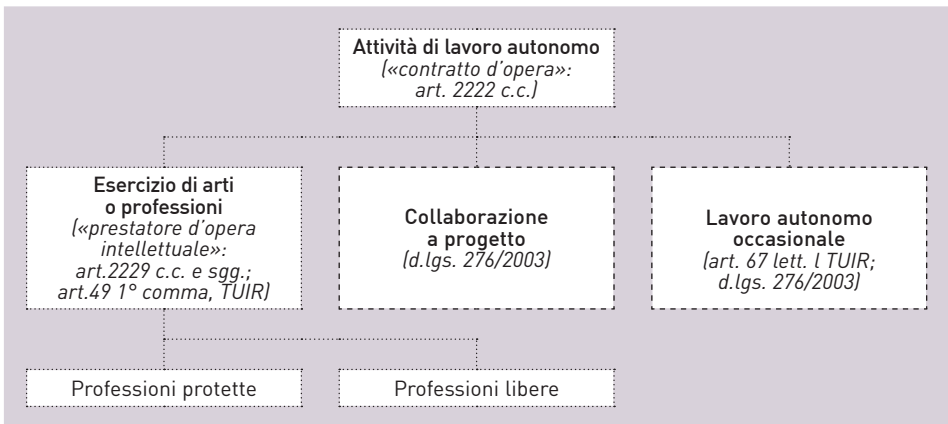 Attività di lavoro autonomo
(«contratto d'opera»:
art. 2222 c.c.)
Esercizio di arti
o professioni
(«prestatore d'opera
intellettuale»:
art.2229 c.c. e sgg.;
art.49 1° comma, TUIR)
Collaborazione
a progetto
(d.lgs. 276/2003)
Lavoro autonomo
occasionale
(art. 67 lett. l TUIR;
d.lgs. 276/2003)
Professioni protette
Professioni libere